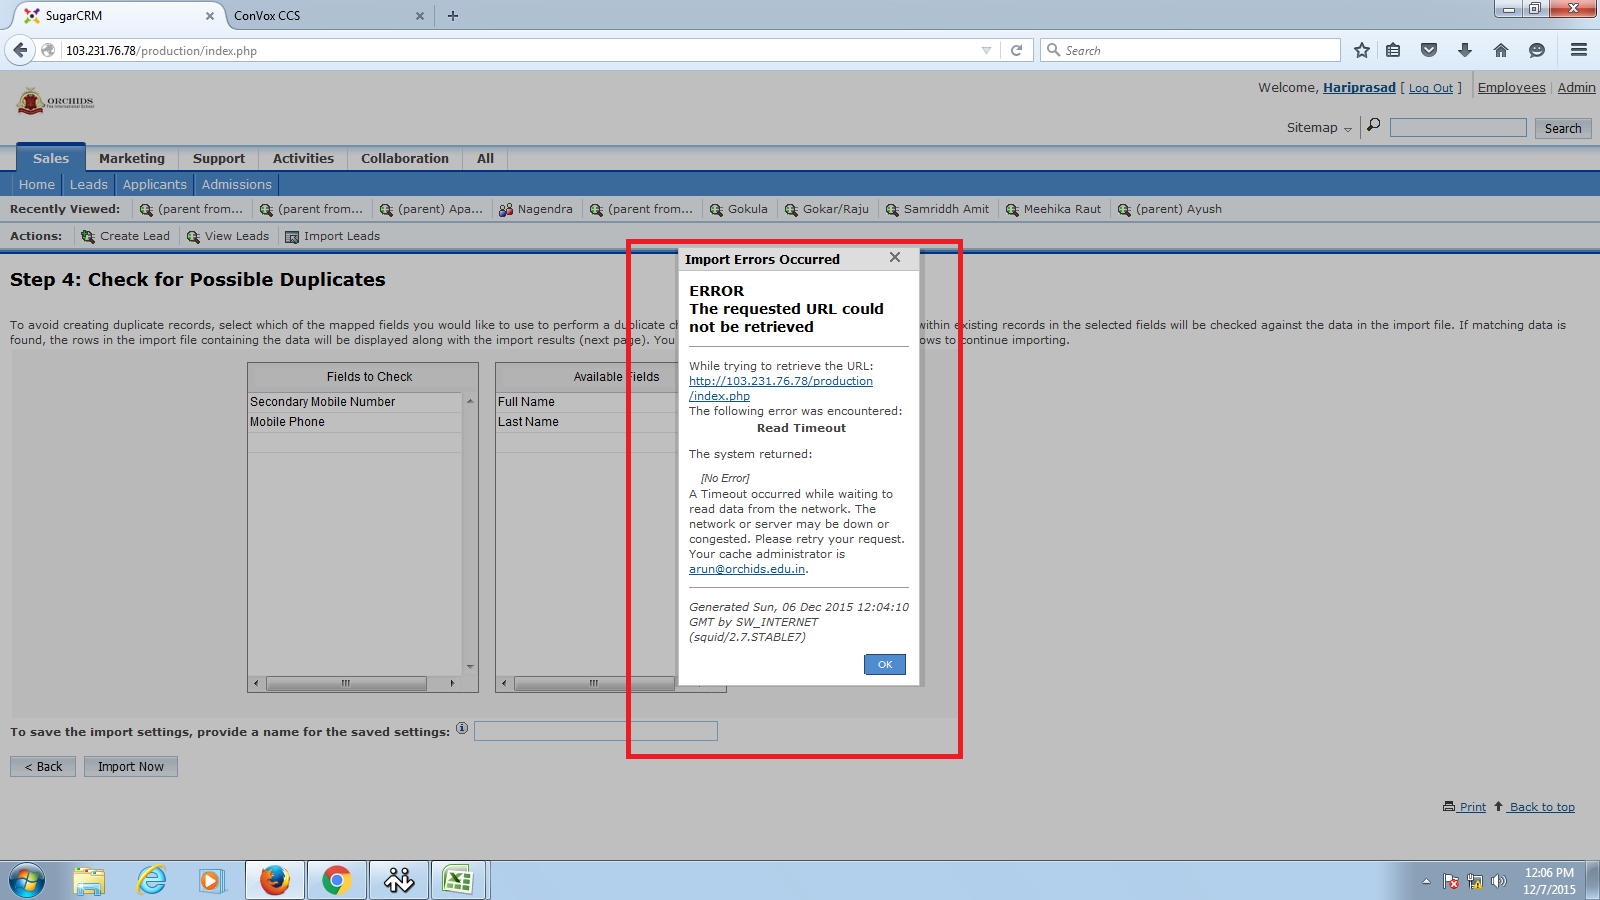 SugarCRM
ConVox CCS
103.231.76.78/production/index.php
Search
ORCHIDS
The International School
Welcome, Hariprasad [ Log Out ] Employees Admin
Sitemap
Search
Sales Marketing Support Activities Collaboration All
Home Leads Applicants Admissions
Recently Viewed: (parent from... (parent from... (parent) Apa... Nagendra (parent from... Gokula Gokar/Raju Samriddh Amit Meehika Raut (parent) Ayush
Actions: Create Lead View Leads Import Leads
Step 4: Check for Possible Duplicates
To avoid creating duplicate records, select which of the mapped fields you would like to use to perform a duplicate ch
within existing records in the selected fields will be checked against the data in the import file. If matching data is
found, the rows in the import file containing the data will be displayed along with the import results (next page). You
ows to continue importing.
Fields to Check
Secondary Mobile Number
Mobile Phone
Available Fields
Full Name
Last Name
Import Errors Occurred
ERROR
The requested URL could
not be retrieved
While trying to retrieve the URL:
http://103.231.76.78/production
/index.php
The following error was encountered:
Read Timeout
The system returned:
[No Error]
A Timeout occurred while waiting to
read data from the network. The
network or server may be down or
congested. Please retry your request.
Your cache administrator is
arun@orchids.edu.in.
Generated Sun, 06 Dec 2015 12:04:10
GMT by SW_INTERNET
(squid/2.7.STABLE7)
OK
To save the import settings, provide a name for the saved settings:
< Back
Import Now
Print
Back to top
12:06 PM
12/7/2015